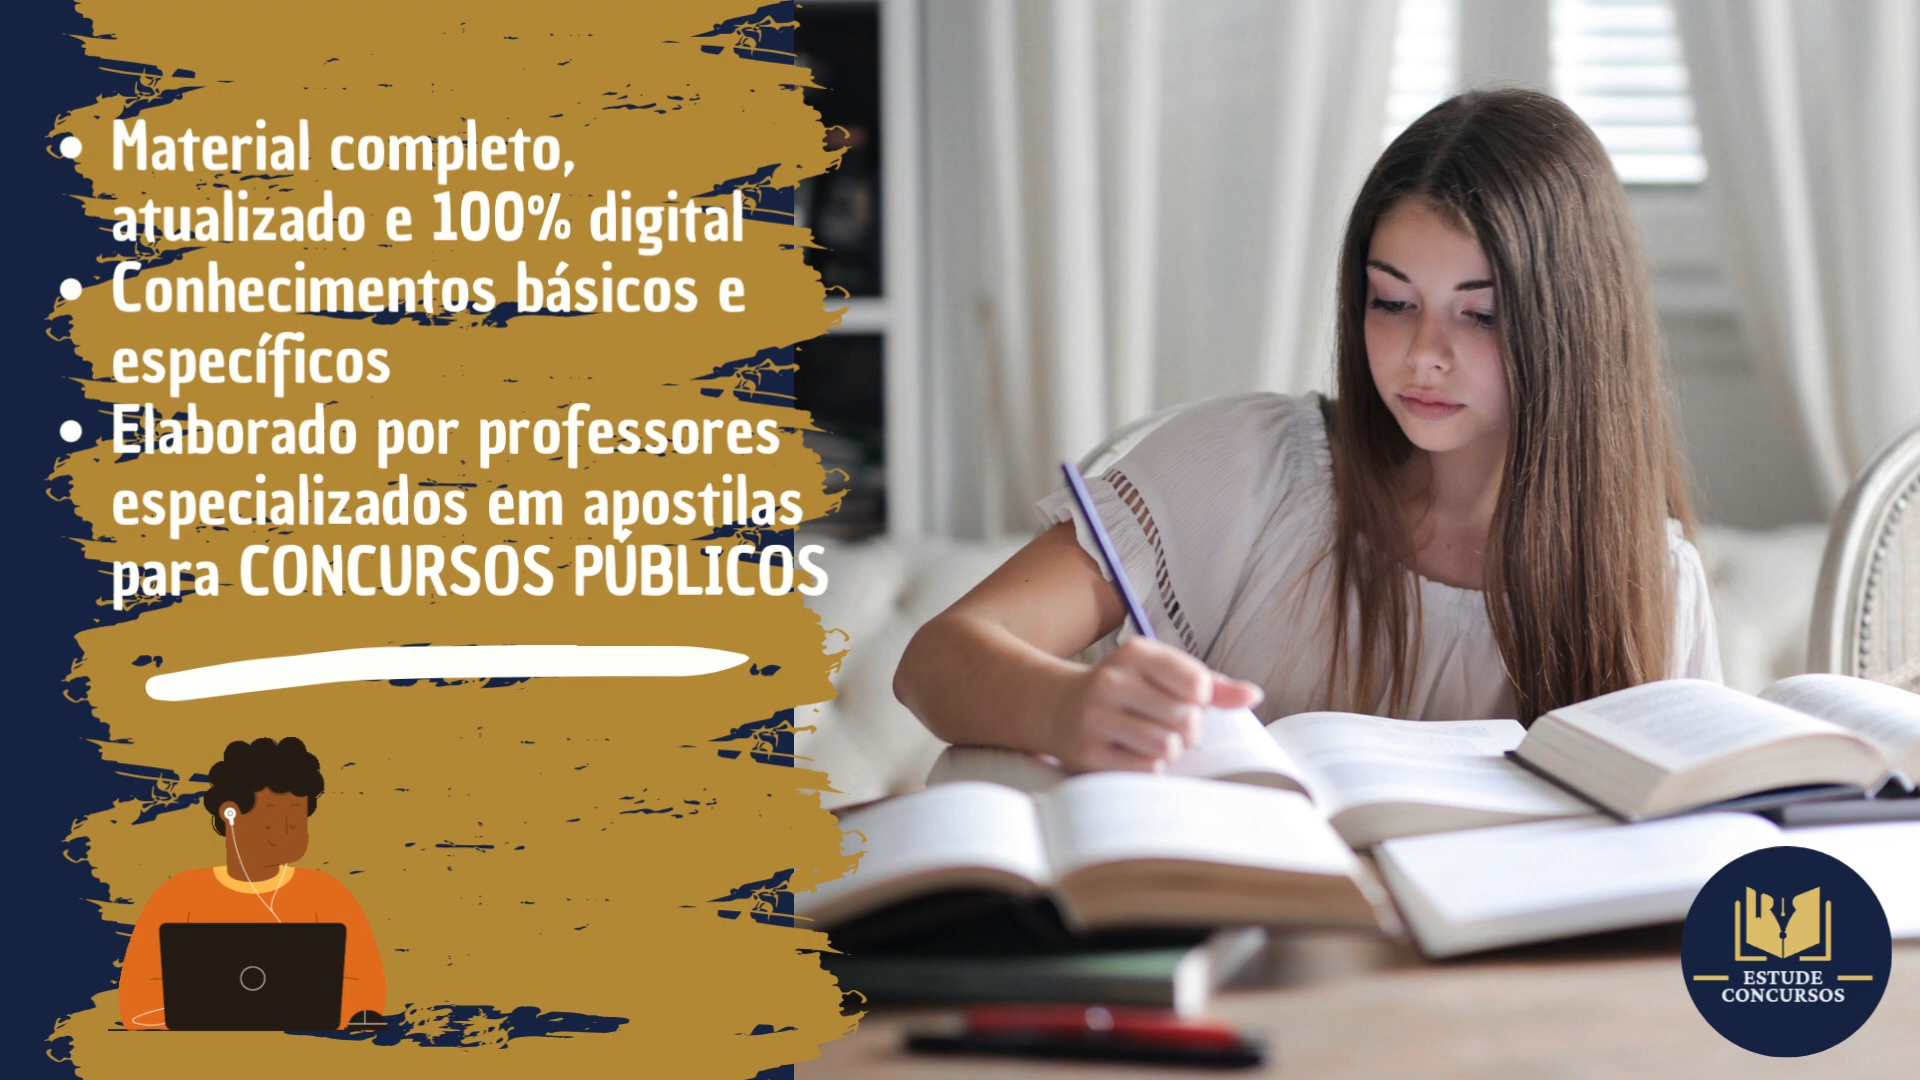 • Material completo,
atualizado e 100% digital
• Conhecimentos básicos e
específicos
• Elaborado por professores
especializados em apostilas
para CONCURSOS PÚBLICOS
ESTUDE
CONCURSOS